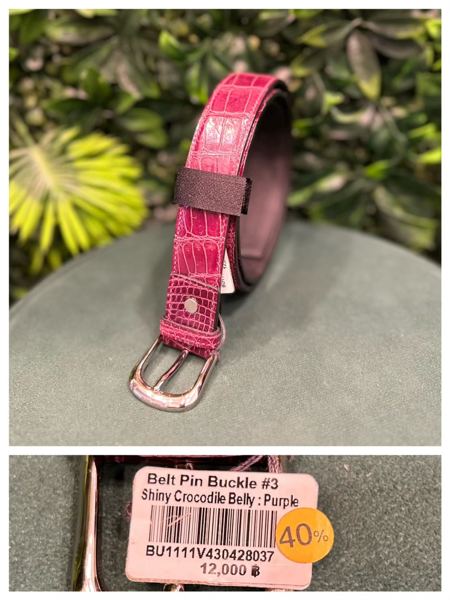 Belt Pin Buckle #3
Shiny Crocodile Belly : Purple
40%
BU1111V430428037
12,000 ฿